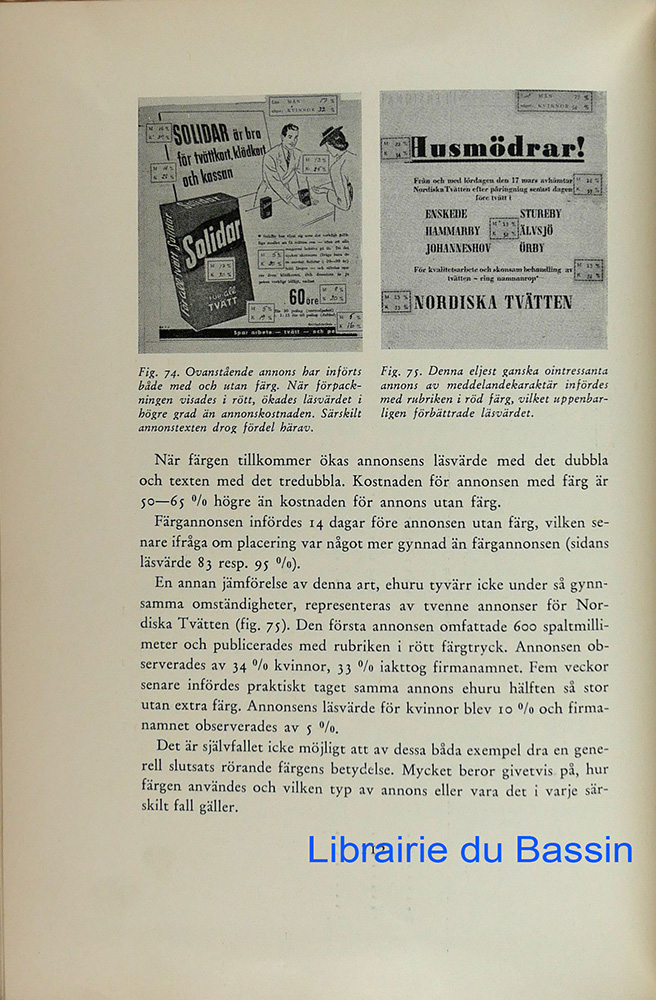 SOLIDAR är bra
för tvättkort, klädkort
och kassan
Solidar
TVÄTT
60 öre
Spar arbete — tvätt — och
MÄN
KVINNOR
Husmödrar!
Från och med lördagen den 17 mars avhämtar
Nordiska Tvätten efter påringning senast dagen
före tvätt i
ENSKEDE STUREBY
HAMMARBY ÄLVSJÖ
JOHANNESHOV ÖRBY
För kvalitetsarbete och skonsam behandling av
tvätten - ring namnanrop
NORDISKA TVÄTTEN
Fig. 74. Ovanstående annons har införts
både med och utan färg. När förpack-
ningen visades i rött, ökades läsvärdet i
högre grad än annonskostnaden. Särskilt
annonstexten drog fördel härav.
Fig. 75. Denna eljest ganska ointressanta
annons av meddelandekaraktär infördes
med rubriken i röd färg, vilket uppenbar-
ligen förbättrade läsvärdet.
När färgen tillkommer ökas annonsens läsvärde med det dubbla
och texten med det tredubbla. Kostnaden för annonsen med färg är
50—65 % högre än kostnaden för annons utan färg.
Färgannonsen infördes 14 dagar före annonsen utan färg, vilken se-
nare ifråga om placering var något mer gynnad än färgannonsen (sidans
läsvärde 83 resp. 95 %).
En annan jämförelse av denna art, ehuru tyvärr icke under så gynn-
samma omständigheter, representeras av tvenne annonser för Nor-
diska Tvätten (fig. 75). Den första annonsen omfattade 600 spaltmilli-
meter och publicerades med rubriken i rött färgtryck. Annonsen ob-
serverades av 34 % kvinnor, 33 % iakttog firmanamnet. Fem veckor
senare infördes praktiskt taget samma annons ehuru hälften så stor
utan extra färg. Annonsens läsvärde för kvinnor blev 10 % och firma-
namnet observerades av 5 %.
Det är självfallet icke möjligt att av dessa båda exempel dra en gene-
rell slutsats rörande färgens betydelse. Mycket beror givetvis på, hur
färgen användes och vilken typ av annons eller vara det i varje sär-
skilt fall gäller.
Librairie du Bassin